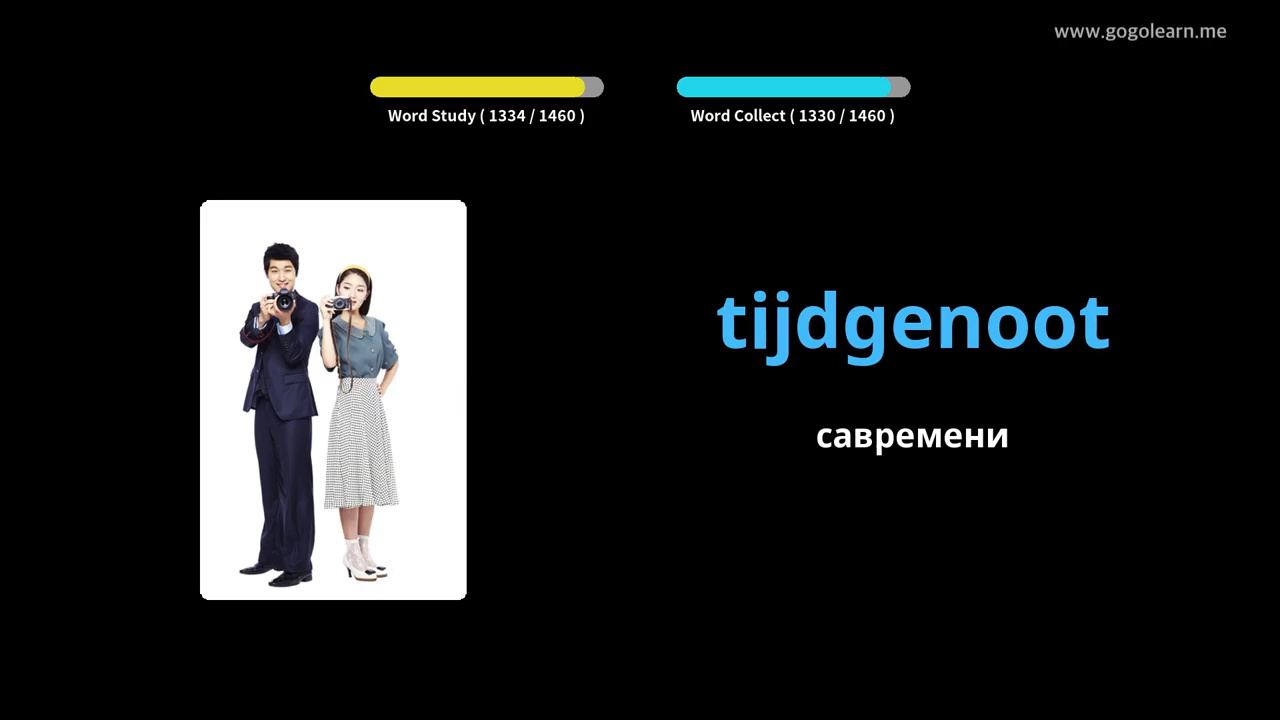 www.gogolearn.me
Word Study ( 1334 / 1460 )
Word Collect ( 1330 / 1460 )
tijdgenoot
савремени